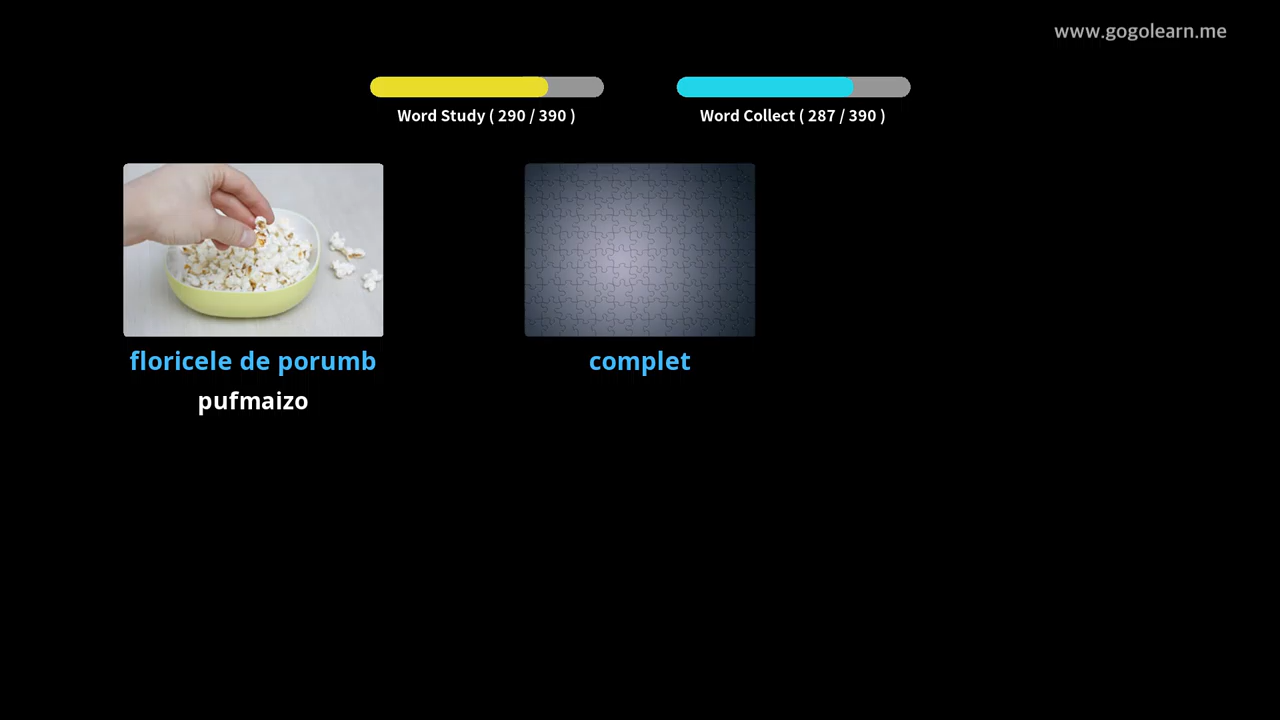 www.gogolearn.me
Word Study ( 290 / 390 )
Word Collect ( 287 / 390 )
floricele de porumb
pufmaizo
complet